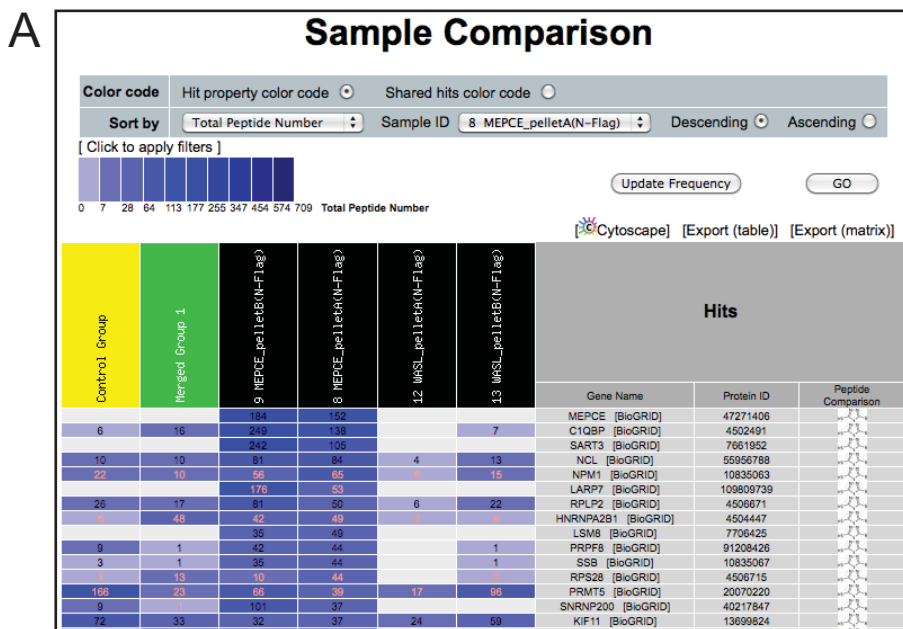 A
Sample Comparison
Color code Hit property color code Shared hits color code
Sort by Total Peptide Number Sample ID 8 MEPCE_pelletA(N-Flag) Descending Ascending
[ Click to apply filters ]
0 7 28 64 113 177 255 347 454 574 709 Total Peptide Number
Update Frequency GO
[Cytoscape] [Export (table)] [Export (matrix)]
Control Group
Merged Group 1
9 MEPCE_pelletB(N-Flag)
8 MEPCE_pelletA(N-Flag)
12 WASL_pelletA(N-Flag)
13 WASL_pelletB(N-Flag)
Hits
Gene Name Protein ID Peptide Comparison
184 152 MEPCE [BioGRID] 47271406
6 16 249 138 7 C1QBP [BioGRID] 4502491
242 105 SART3 [BioGRID] 7661952
10 10 81 84 4 13 NCL [BioGRID] 55956788
22 10 56 65 15 NPM1 [BioGRID] 10835063
176 53 LARP7 [BioGRID] 109809739
26 17 81 50 6 22 RPLP2 [BioGRID] 4506671
48 42 49 HNRNPA2B1 [BioGRID] 4504447
35 49 LSM8 [BioGRID] 7706425
9 1 42 44 1 PRPF8 [BioGRID] 91208426
3 1 35 44 1 SSB [BioGRID] 10835067
13 10 44 RPS28 [BioGRID] 4506715
166 23 66 39 17 96 PRMT5 [BioGRID] 20070220
9 101 37 SNRNP200 [BioGRID] 40217847
72 33 32 37 24 59 KIF11 [BioGRID] 13699824